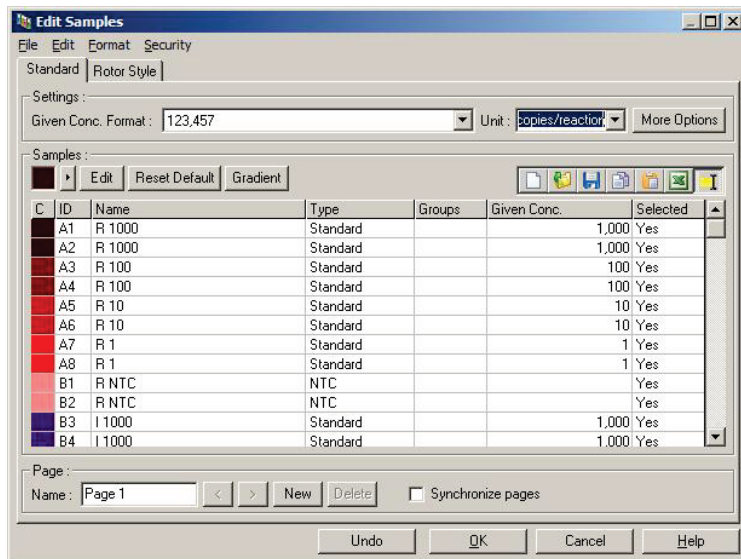 Edit Samples
File Edit Format Security
Standard Rotor Style
Settings :
Given Conc. Format : 123,457 Unit : copies/reaction More Options
Samples :
Edit Reset Default Gradient
C ID Name Type Groups Given Conc. Selected
A1 R 1000 Standard 1,000 Yes
A2 R 1000 Standard 1,000 Yes
A3 R 100 Standard 100 Yes
A4 R 100 Standard 100 Yes
A5 R 10 Standard 10 Yes
A6 R 10 Standard 10 Yes
A7 R 1 Standard 1 Yes
A8 R 1 Standard 1 Yes
B1 R NTC NTC Yes
B2 R NTC NTC Yes
B3 I 1000 Standard 1,000 Yes
B4 I 1000 Standard 1,000 Yes
Page :
Name : Page 1 < > New Delete Synchronize pages
Undo OK Cancel Help